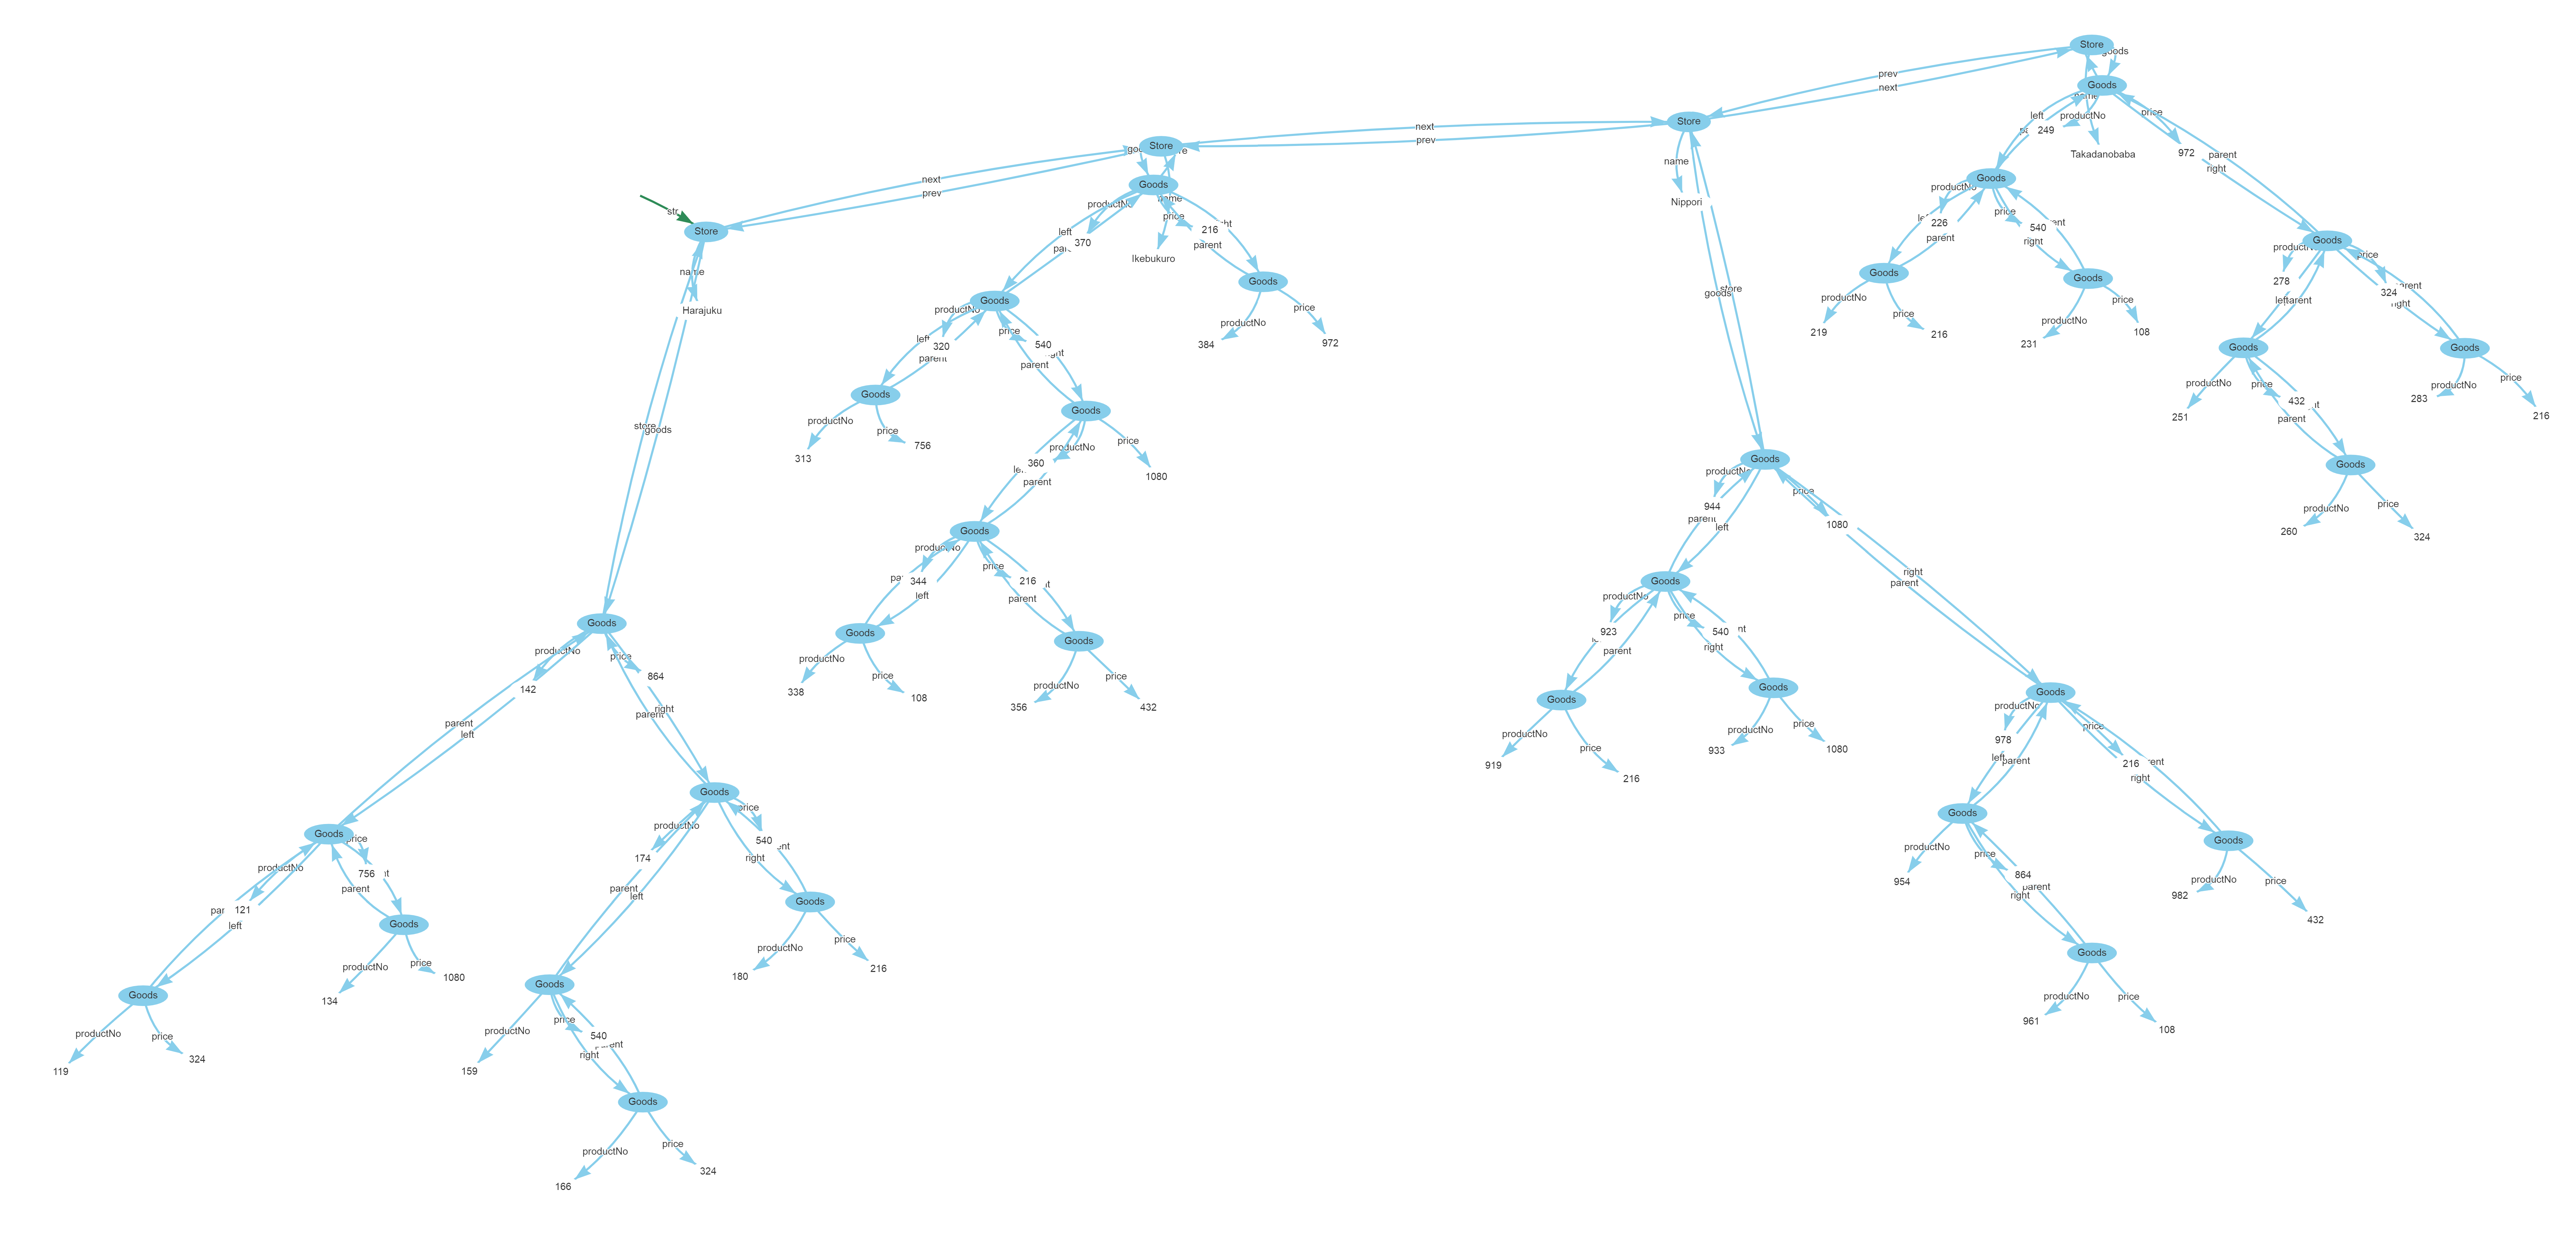 Store
goods
prev
next
Goods
name
productNo
price
left
249
Takadanobaba
972
parent
right
Store
next
prev
name
Nippori
Store
Goods
Ikebukuro
productNo
name
price
left
370
216
parent
next
prev
str
Store
name
Harajuku
Goods
productNo
226
price
540
parent
right
Goods
productNo
219
price
216
Goods
productNo
231
price
108
Goods
productNo
278
price
324
Goods
productNo
251
price
432
parent
Goods
productNo
283
price
216
Goods
productNo
260
price
324
Goods
productNo
320
price
540
parent
parent
Goods
productNo
384
price
972
Goods
productNo
313
price
756
Goods
productNo
360
price
1080
parent
Goods
productNo
344
price
216
left
parent
Goods
productNo
338
price
108
Goods
productNo
356
price
432
store
goods
Goods
productNo
944
price
1080
parent
left
right
parent
Goods
productNo
923
price
540
parent
right
Goods
productNo
919
price
216
Goods
productNo
933
price
1080
Goods
productNo
978
price
216
left
parent
right
Goods
productNo
954
price
864
parent
right
Goods
productNo
982
price
432
Goods
productNo
961
price
108
store
goods
Goods
productNo
142
price
864
parent
left
right
parent
Goods
productNo
121
price
756
left
parent
Goods
productNo
119
price
324
Goods
productNo
134
price
1080
Goods
productNo
174
price
540
parent
left
right
Goods
productNo
159
price
540
parent
right
Goods
productNo
180
price
216
Goods
productNo
166
price
324